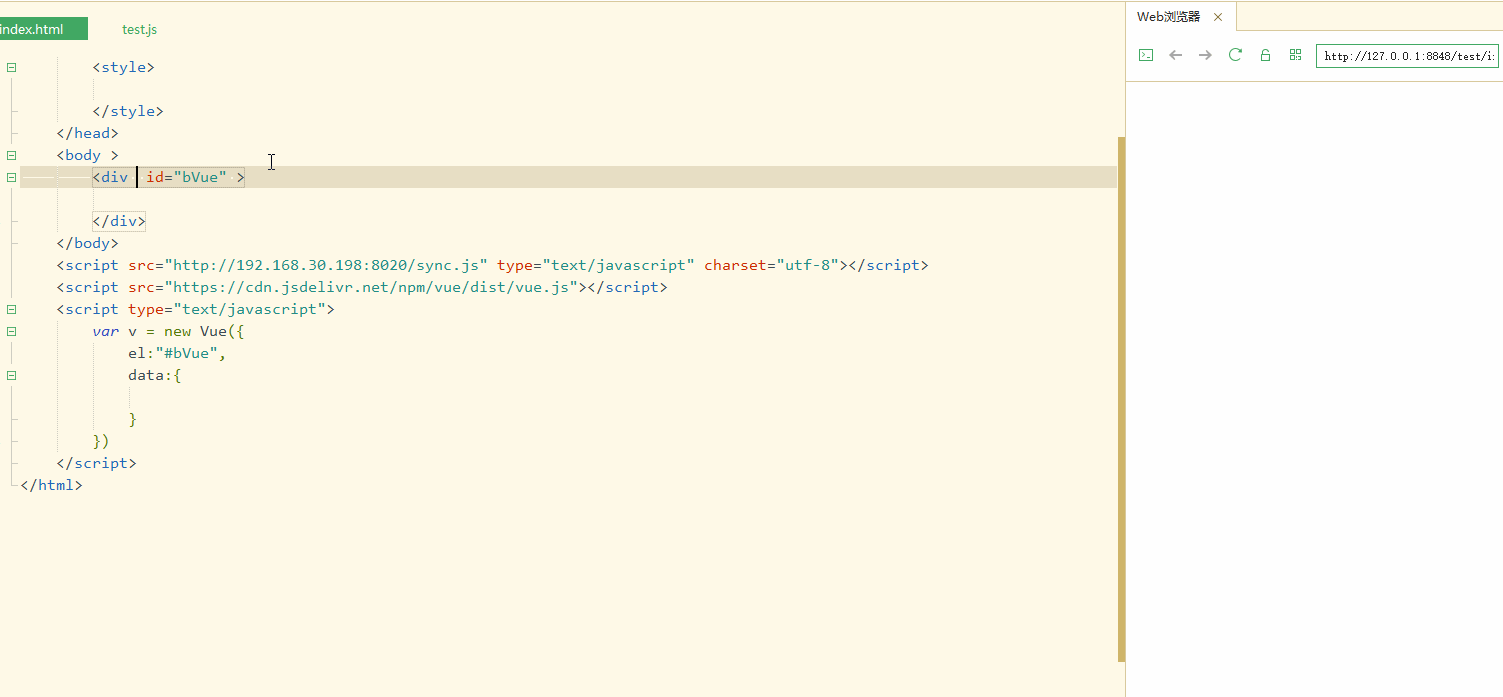 index.html test.js
<style>
</style>
</head>
<body >
<div  id="bVue" >
</div>
</body>
<script src="http://192.168.30.198:8020/sync.js" type="text/javascript" charset="utf-8"></script>
<script src="https://cdn.jsdelivr.net/npm/vue/dist/vue.js"></script>
<script type="text/javascript">
var v = new Vue({
el:"#bVue",
data:{
}
})
</script>
</html>
Web浏览器
http://127.0.0.1:8848/test/i